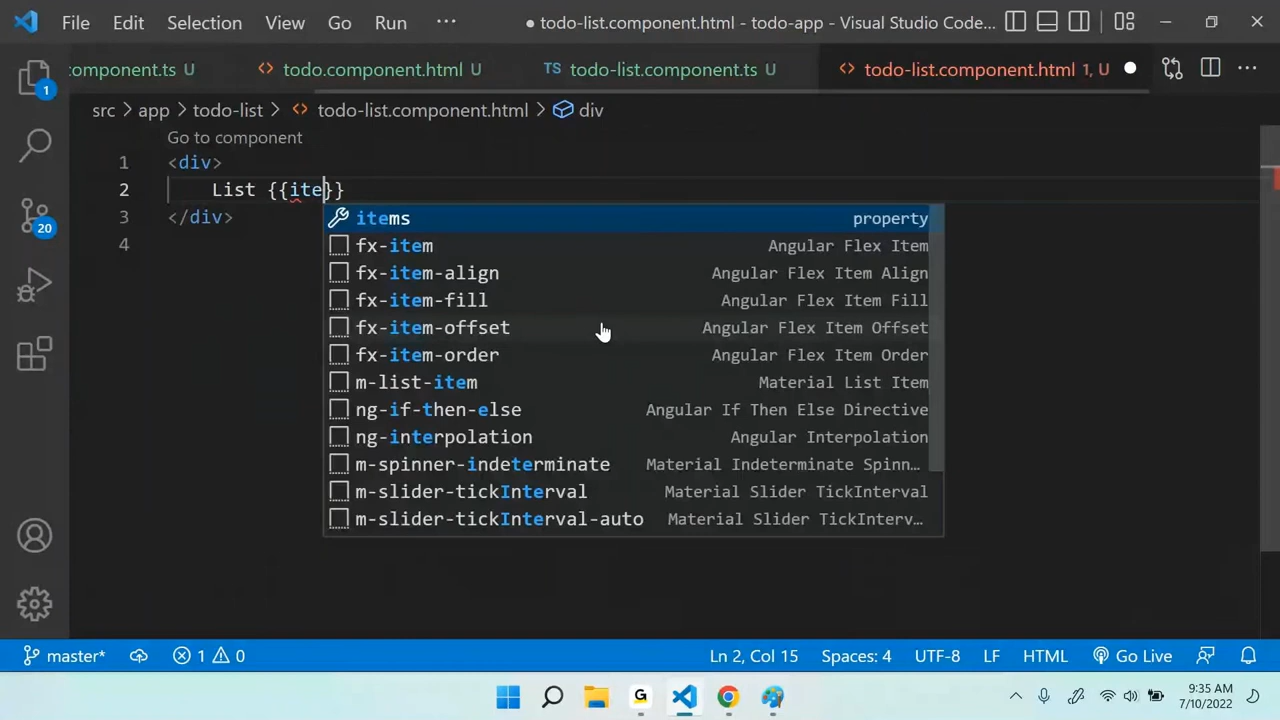 File Edit Selection View Go Run ··· ● todo-list.component.html - todo-app - Visual Studio Code...
:omponent.ts U <> todo.component.html U TS todo-list.component.ts U <> todo-list.component.html 1, U ● ···
src > app > todo-list > <> todo-list.component.html > div
Go to component
1 <div>
2 List {{ite}}
3 </div>
4
items property
fx-item Angular Flex Item
fx-item-align Angular Flex Item Align
fx-item-fill Angular Flex Item Fill
fx-item-offset Angular Flex Item Offset
fx-item-order Angular Flex Item Order
m-list-item Material List Item
ng-if-then-else Angular If Then Else Directive
ng-interpolation Angular Interpolation
m-spinner-indeterminate Material Indeterminate Spinn…
m-slider-tickInterval Material Slider TickInterval
m-slider-tickInterval-auto Material Slider TickInterv…
1
20
master* 1 0 Ln 2, Col 15 Spaces: 4 UTF-8 LF HTML Go Live
G
9:35 AM
7/10/2022